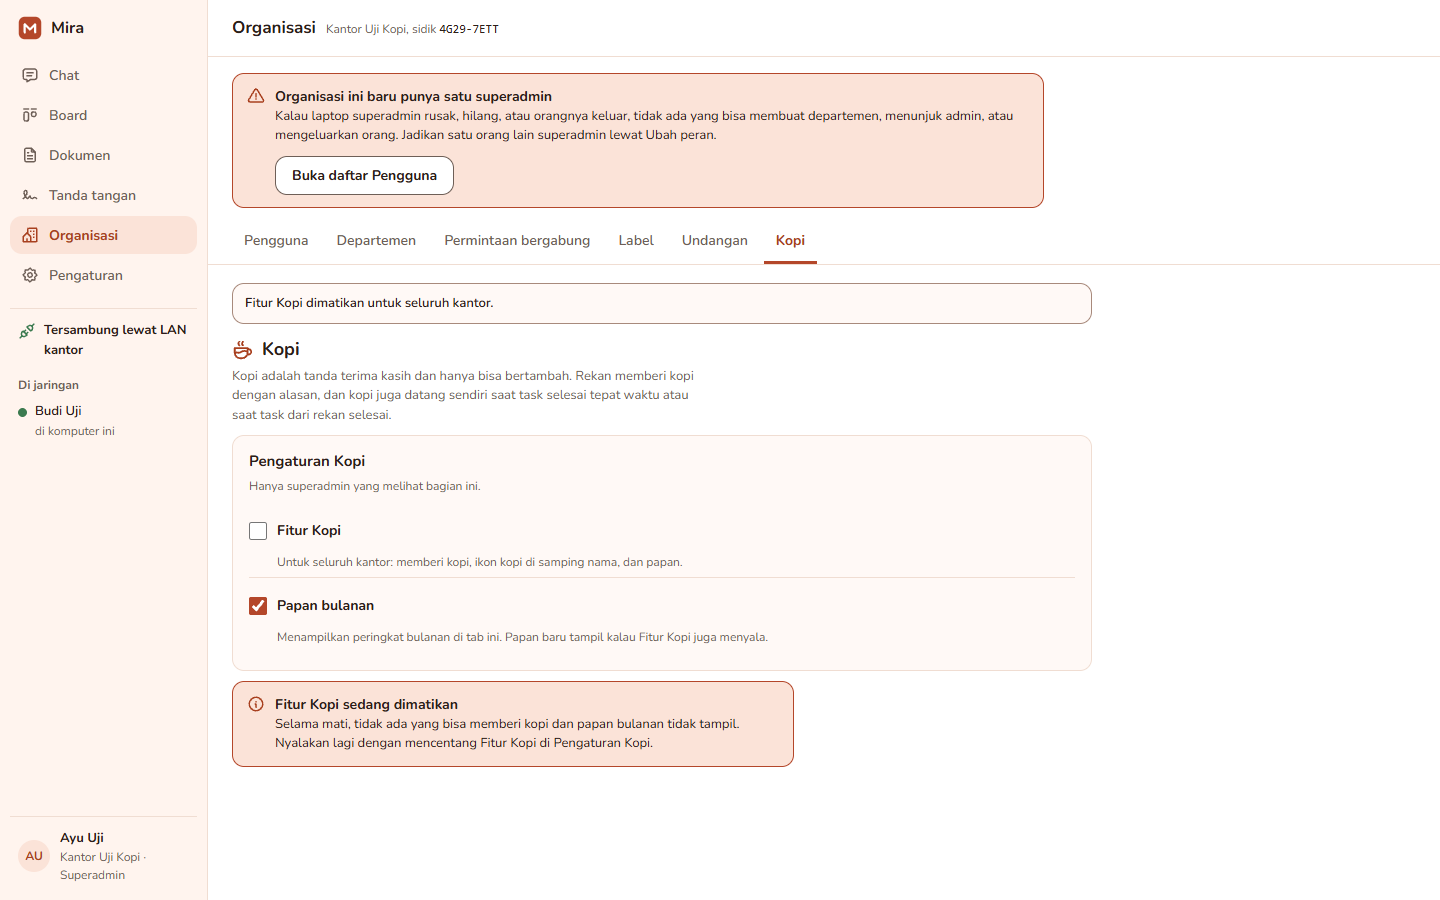 Mira
Chat
Board
Dokumen
Tanda tangan
Organisasi
Pengaturan
Tersambung lewat LAN
kantor
Di jaringan
Budi Uji
di komputer ini
AU
Ayu Uji
Kantor Uji Kopi ·
Superadmin
Organisasi Kantor Uji Kopi, sidik 4G29-7ETT
Organisasi ini baru punya satu superadmin
Kalau laptop superadmin rusak, hilang, atau orangnya keluar, tidak ada yang bisa membuat departemen, menunjuk admin, atau
mengeluarkan orang. Jadikan satu orang lain superadmin lewat Ubah peran.
Buka daftar Pengguna
Pengguna Departemen Permintaan bergabung Label Undangan Kopi
Fitur Kopi dimatikan untuk seluruh kantor.
Kopi
Kopi adalah tanda terima kasih dan hanya bisa bertambah. Rekan memberi kopi
dengan alasan, dan kopi juga datang sendiri saat task selesai tepat waktu atau
saat task dari rekan selesai.
Pengaturan Kopi
Hanya superadmin yang melihat bagian ini.
Fitur Kopi
Untuk seluruh kantor: memberi kopi, ikon kopi di samping nama, dan papan.
Papan bulanan
Menampilkan peringkat bulanan di tab ini. Papan baru tampil kalau Fitur Kopi juga menyala.
Fitur Kopi sedang dimatikan
Selama mati, tidak ada yang bisa memberi kopi dan papan bulanan tidak tampil.
Nyalakan lagi dengan mencentang Fitur Kopi di Pengaturan Kopi.